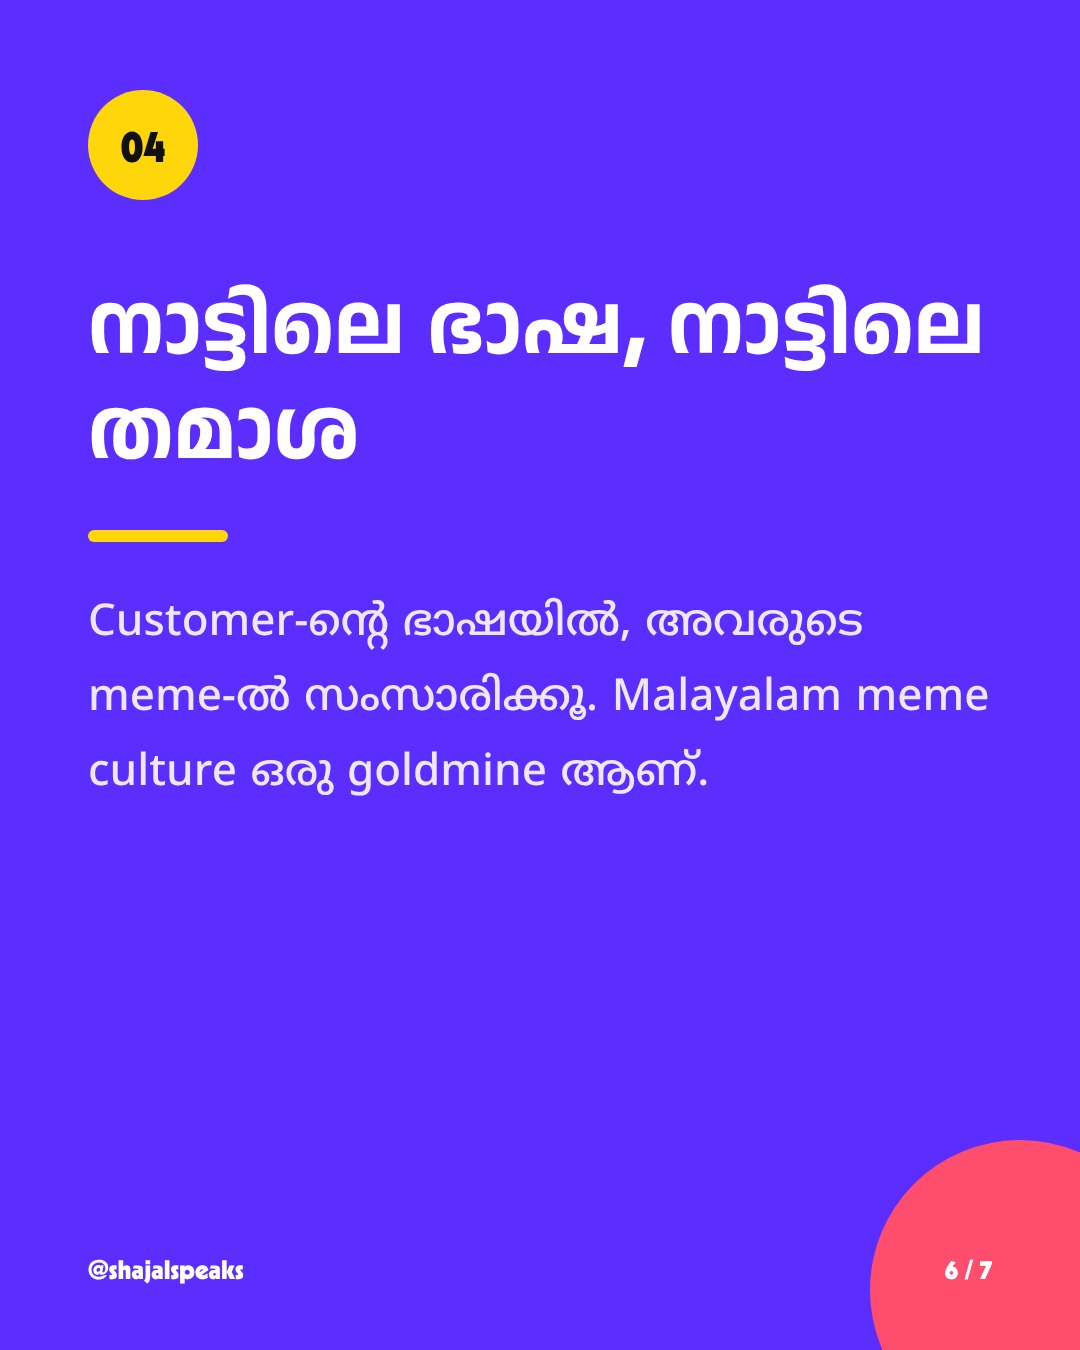 04
നാട്ടിലെ ഭാഷ, നാട്ടിലെ
തമാശ
Customer-ന്റെ ഭാഷയിൽ, അവരുടെ
meme-ൽ സംസാരിക്കൂ. Malayalam meme
culture ഒരു goldmine ആണ്.
@shajalspeaks
6 / 7